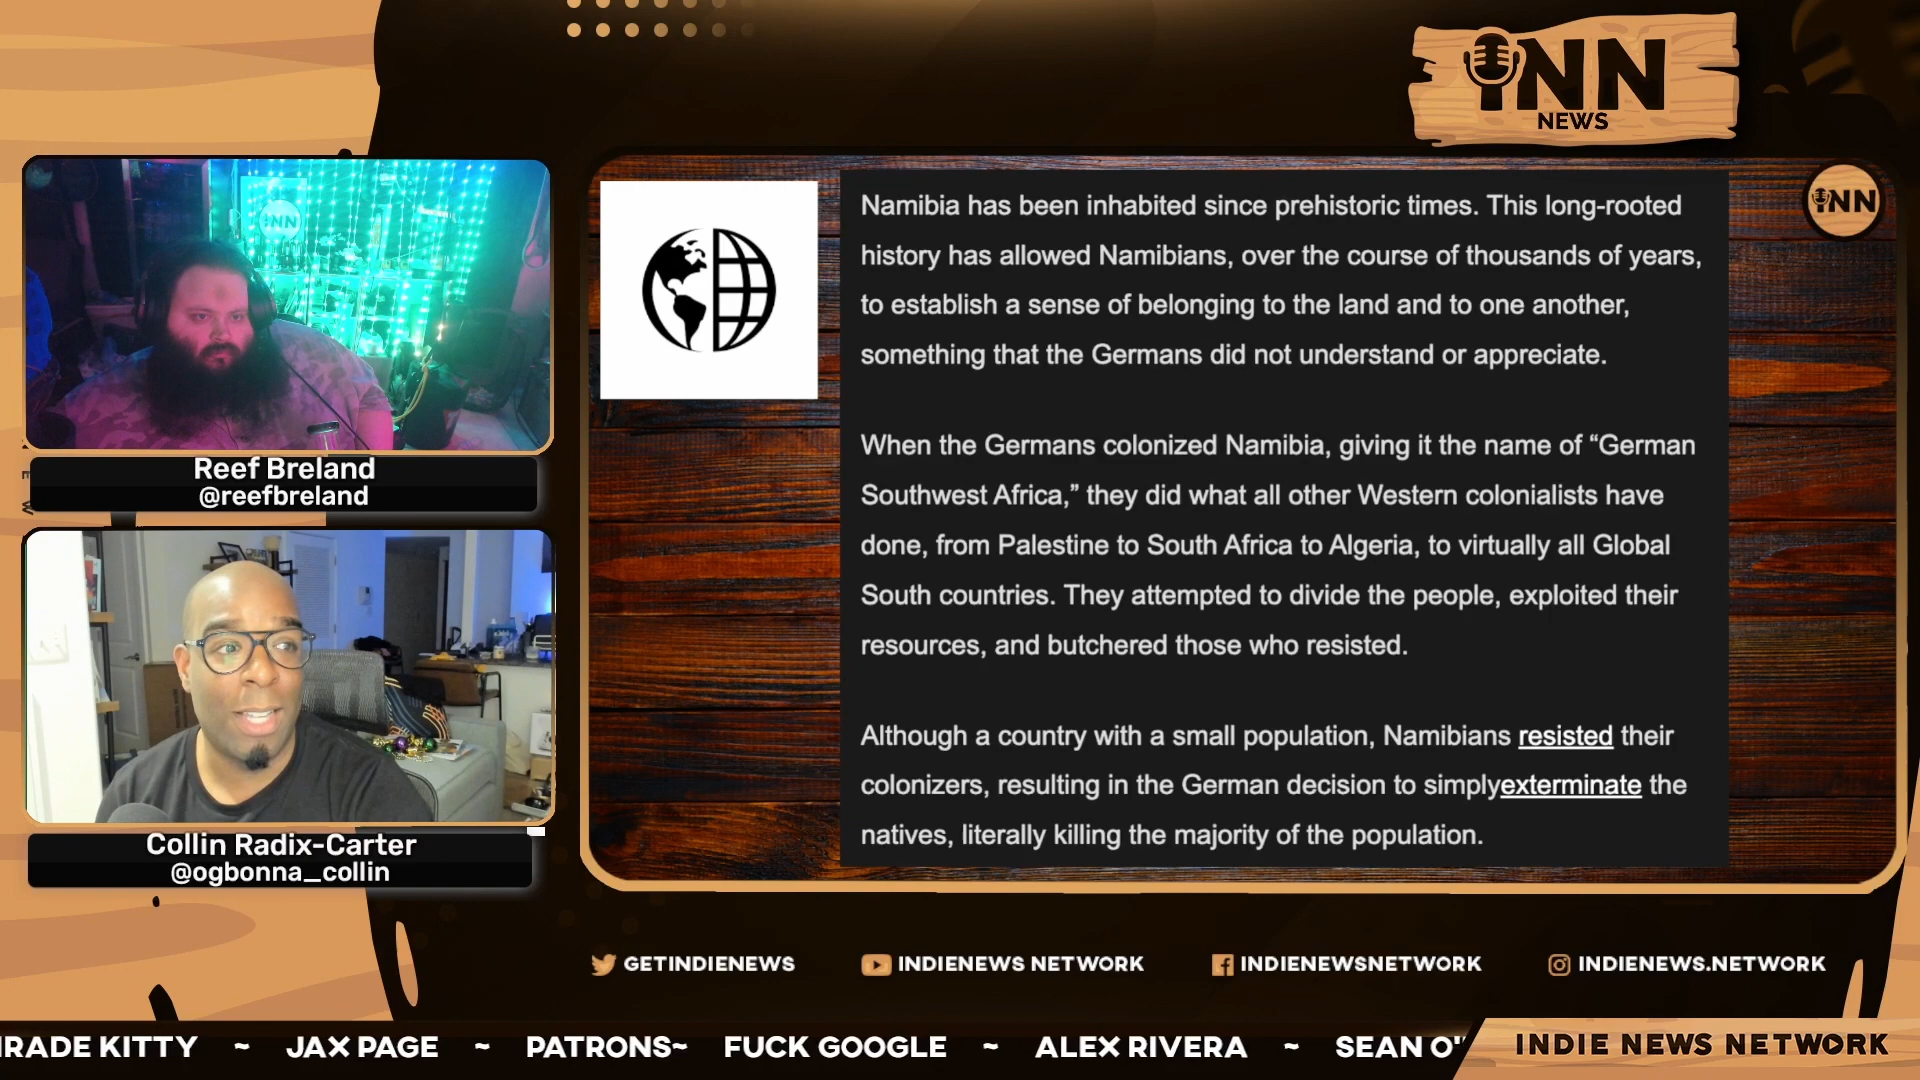 iNN
NEWS
iNN
iNN
Namibia has been inhabited since prehistoric times. This long-rooted
history has allowed Namibians, over the course of thousands of years,
to establish a sense of belonging to the land and to one another,
something that the Germans did not understand or appreciate.
When the Germans colonized Namibia, giving it the name of “German
Southwest Africa,” they did what all other Western colonialists have
done, from Palestine to South Africa to Algeria, to virtually all Global
South countries. They attempted to divide the people, exploited their
resources, and butchered those who resisted.
Although a country with a small population, Namibians resisted their
colonizers, resulting in the German decision to simplyexterminate the
natives, literally killing the majority of the population.
Reef Breland
@reefbreland
Collin Radix-Carter
@ogbonna_collin
GETINDIENEWS
INDIENEWS NETWORK
INDIENEWSNETWORK
INDIENEWS.NETWORK
RADE KITTY ~ JAX PAGE ~ PATRONS~ FUCK GOOGLE ~ ALEX RIVERA ~ SEAN O'
INDIE NEWS NETWORK